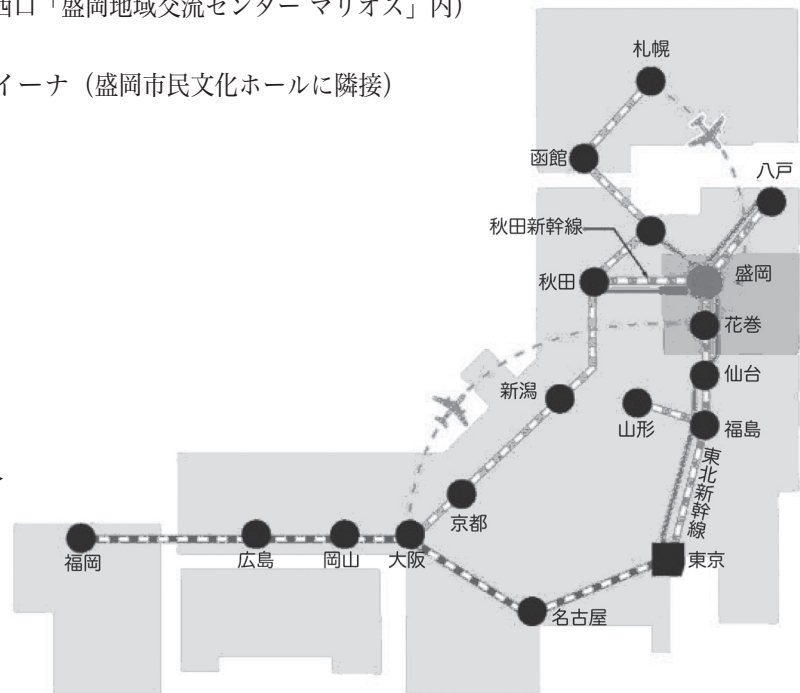 西口「盛岡地域交流センター マリオス」内）
イーナ（盛岡市民文化ホールに隣接）
札幌
函館
八戸
秋田新幹線
秋田
盛岡
花巻
仙台
新潟
山形
福島
東北新幹線
京都
福岡
広島
岡山
大阪
東京
名古屋